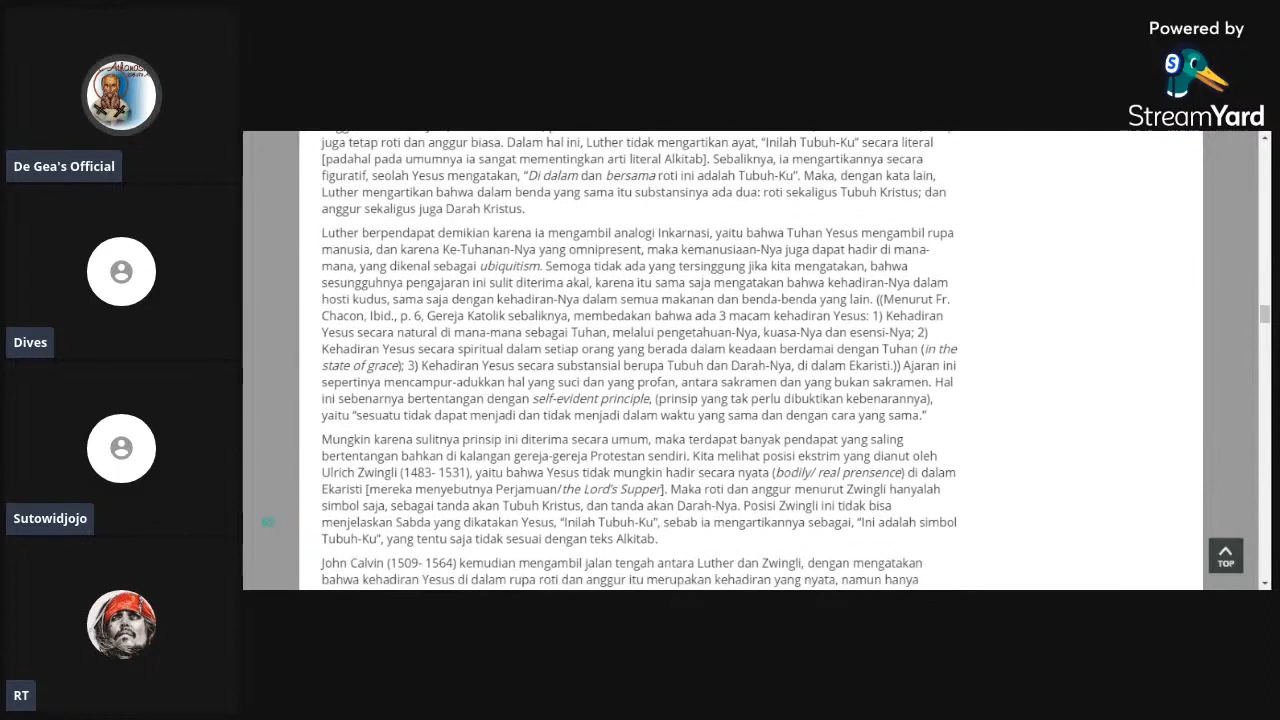 Powered by
StreamYard
De Gea's Official
Dives
Sutowidjojo
RT
juga tetap roti dan anggur biasa. Dalam hal ini, Luther tidak mengartikan ayat, “Inilah Tubuh-Ku” secara literal
[padahal pada umumnya ia sangat mementingkan arti literal Alkitab]. Sebaliknya, ia mengartikannya secara
figuratif, seolah Yesus mengatakan, “Di dalam dan bersama roti ini adalah Tubuh-Ku”. Maka, dengan kata lain,
Luther mengartikan bahwa dalam benda yang sama itu substansinya ada dua: roti sekaligus Tubuh Kristus; dan
anggur sekaligus juga Darah Kristus.
Luther berpendapat demikian karena ia mengambil analogi Inkarnasi, yaitu bahwa Tuhan Yesus mengambil rupa
manusia, dan karena Ke-Tuhanan-Nya yang omnipresent, maka kemanusiaan-Nya juga dapat hadir di mana-
mana, yang dikenal sebagai ubiquitism. Semoga tidak ada yang tersinggung jika kita mengatakan, bahwa
sesungguhnya pengajaran ini sulit diterima akal, karena itu sama saja mengatakan bahwa kehadiran-Nya dalam
hosti kudus, sama saja dengan kehadiran-Nya dalam semua makanan dan benda-benda yang lain. ((Menurut Fr.
Chacon, Ibid., p. 6, Gereja Katolik sebaliknya, membedakan bahwa ada 3 macam kehadiran Yesus: 1) Kehadiran
Yesus secara natural di mana-mana sebagai Tuhan, melalui pengetahuan-Nya, kuasa-Nya dan esensi-Nya; 2)
Kehadiran Yesus secara spiritual dalam setiap orang yang berada dalam keadaan berdamai dengan Tuhan (in the
state of grace); 3) Kehadiran Yesus secara substansial berupa Tubuh dan Darah-Nya, di dalam Ekaristi.)) Ajaran ini
sepertinya mencampur-adukkan hal yang suci dan yang profan, antara sakramen dan yang bukan sakramen. Hal
ini sebenarnya bertentangan dengan self-evident principle, (prinsip yang tak perlu dibuktikan kebenarannya),
yaitu “sesuatu tidak dapat menjadi dan tidak menjadi dalam waktu yang sama dan dengan cara yang sama.”
Mungkin karena sulitnya prinsip ini diterima secara umum, maka terdapat banyak pendapat yang saling
bertentangan bahkan di kalangan gereja-gereja Protestan sendiri. Kita melihat posisi ekstrim yang dianut oleh
Ulrich Zwingli (1483- 1531), yaitu bahwa Yesus tidak mungkin hadir secara nyata (bodily/ real prensence) di dalam
Ekaristi [mereka menyebutnya Perjamuan/the Lord's Supper]. Maka roti dan anggur menurut Zwingli hanyalah
simbol saja, sebagai tanda akan Tubuh Kristus, dan tanda akan Darah-Nya. Posisi Zwingli ini tidak bisa
menjelaskan Sabda yang dikatakan Yesus, “Inilah Tubuh-Ku”, sebab ia mengartikannya sebagai, “Ini adalah simbol
Tubuh-Ku”, yang tentu saja tidak sesuai dengan teks Alkitab.
John Calvin (1509- 1564) kemudian mengambil jalan tengah antara Luther dan Zwingli, dengan mengatakan
bahwa kehadiran Yesus di dalam rupa roti dan anggur itu merupakan kehadiran yang nyata, namun hanya
TOP